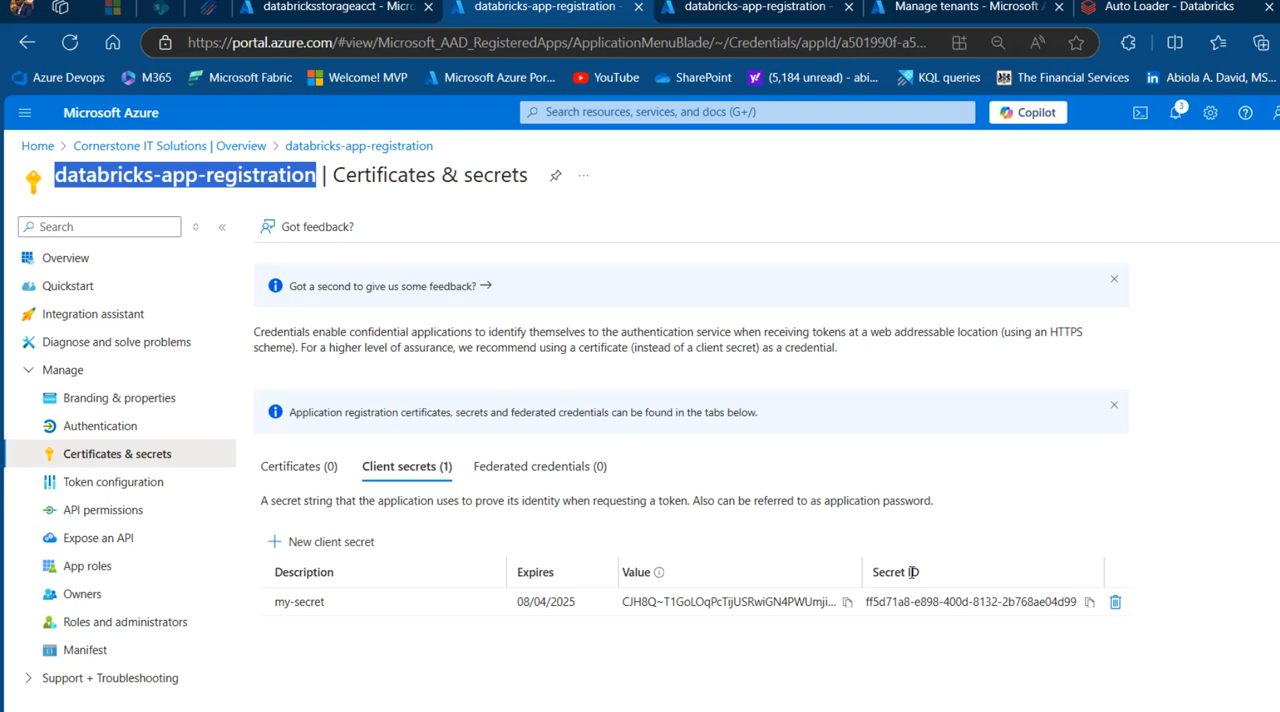 databricksstorageacct - Micro
databricks-app-registration -
databricks-app-registration -
Manage tenants - Microsoft A
Auto Loader - Databricks
https://portal.azure.com/#view/Microsoft_AAD_RegisteredApps/ApplicationMenuBlade/~/Credentials/appId/a501990f-a5...
Azure Devops
M365
Microsoft Fabric
Welcome! MVP
Microsoft Azure Por...
YouTube
SharePoint
(5,184 unread) - abi...
KQL queries
The Financial Services
Abiola A. David, MS...
Microsoft Azure
Search resources, services, and docs (G+/)
Copilot
3
Home > Cornerstone IT Solutions | Overview > databricks-app-registration
databricks-app-registration | Certificates & secrets
Search
Got feedback?
Overview
Quickstart
Integration assistant
Diagnose and solve problems
Manage
Branding & properties
Authentication
Certificates & secrets
Token configuration
API permissions
Expose an API
App roles
Owners
Roles and administrators
Manifest
Support + Troubleshooting
Got a second to give us some feedback?
Credentials enable confidential applications to identify themselves to the authentication service when receiving tokens at a web addressable location (using an HTTPS
scheme). For a higher level of assurance, we recommend using a certificate (instead of a client secret) as a credential.
Application registration certificates, secrets and federated credentials can be found in the tabs below.
Certificates (0) Client secrets (1) Federated credentials (0)
A secret string that the application uses to prove its identity when requesting a token. Also can be referred to as application password.
New client secret
Description Expires Value Secret ID
my-secret 08/04/2025 CJH8Q~T1GoLOqPcTijUSRwiGN4PWUmji... ff5d71a8-e898-400d-8132-2b768ae04d99